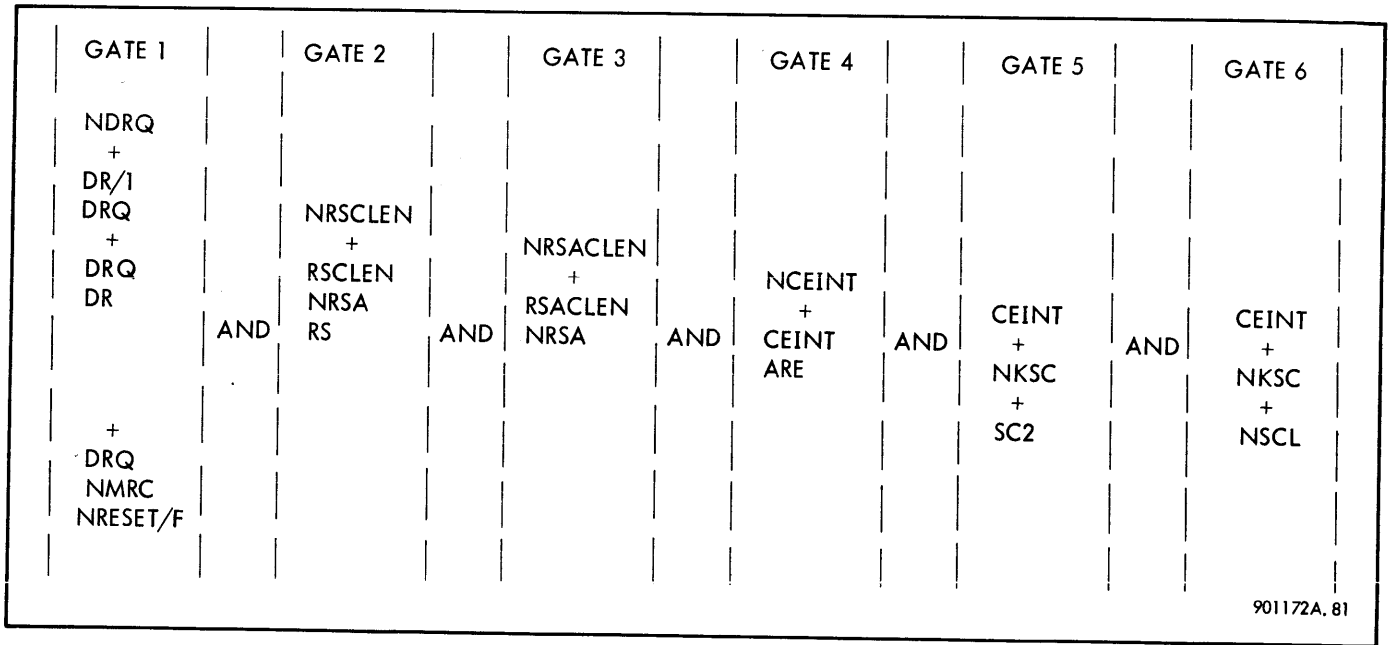 GATE 1
NDRQ
+
DR/1
DRQ
+
DRQ
DR
+
DRQ
NMRC
NRESET/F
AND
GATE 2
NRSCLEN
+
RSCLEN
NRSA
RS
AND
GATE 3
NRSACLEN
+
RSACLEN
NRSA
AND
GATE 4
NCEINT
+
CEINT
ARE
AND
GATE 5
CEINT
+
NKSC
+
SC2
AND
GATE 6
CEINT
+
NKSC
+
NSCL
901172A. 81